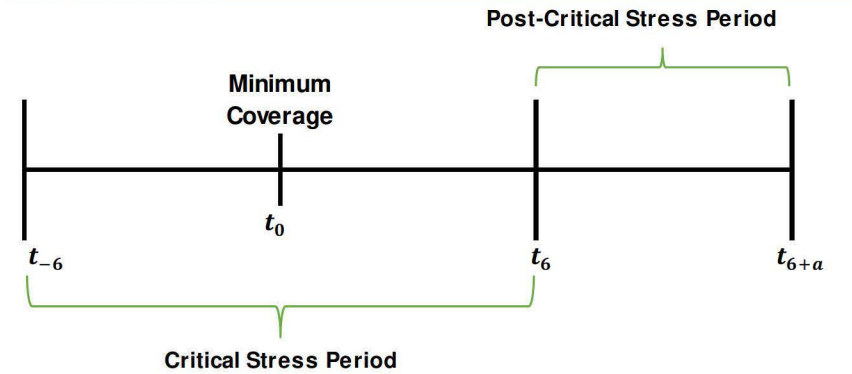 Post-Critical Stress Period
Minimum
Coverage
t₀
t₋₆
t₆
t₆₊ₐ
Critical Stress Period